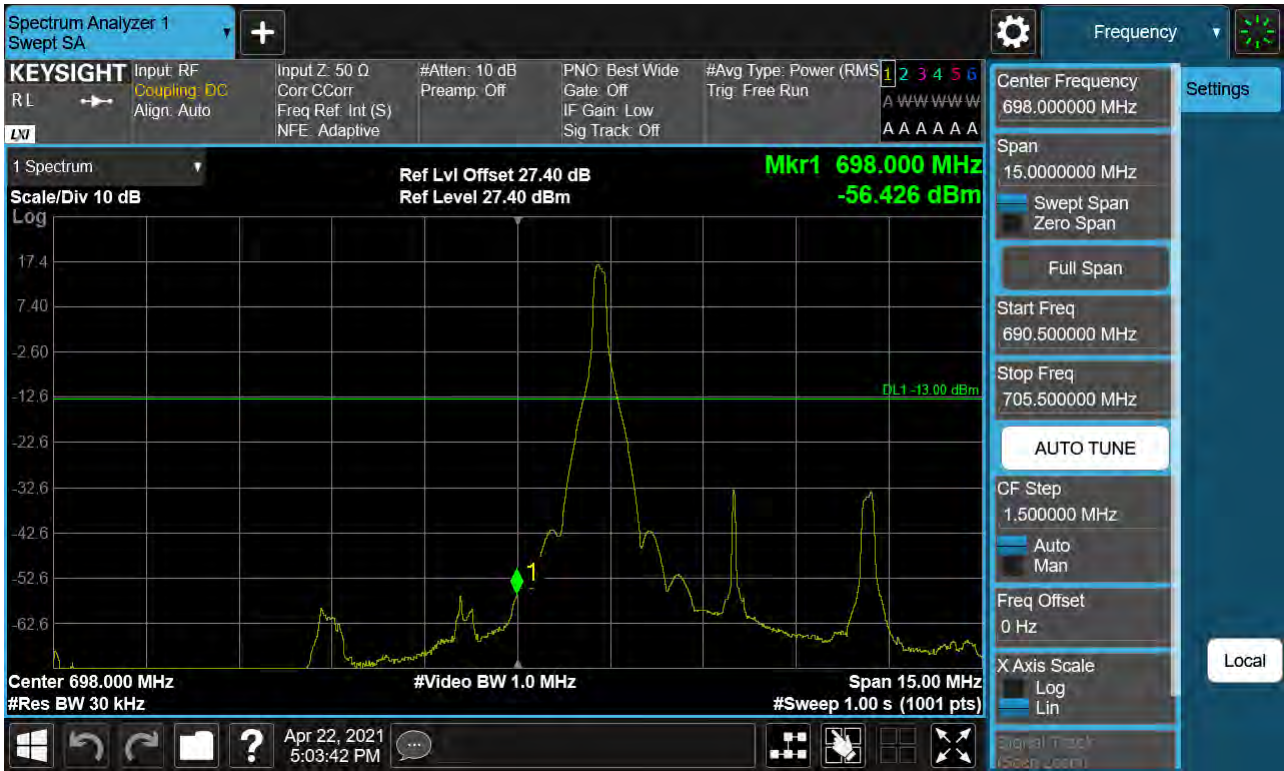 Spectrum Analyzer 1
Swept SA
Frequency
KEYSIGHT
R L
LXI
Input: RF
Coupling: DC
Align: Auto
Input Z: 50 Ω
Corr CCorr
Freq Ref: Int (S)
NFE: Adaptive
#Atten: 10 dB
Preamp: Off
PNO: Best Wide
Gate: Off
IF Gain: Low
Sig Track: Off
#Avg Type: Power (RMS
Trig: Free Run
1 2 3 4 5 6
A W W W W W
A A A A A A
1 Spectrum
Scale/Div 10 dB
Log
Ref Lvl Offset 27.40 dB
Ref Level 27.40 dBm
Mkr1 698.000 MHz
-56.426 dBm
17.4
7.40
-2.60
-12.6
-22.6
-32.6
-42.6
-52.6
-62.6
DL1 -13.00 dBm
1
Center 698.000 MHz
#Res BW 30 kHz
#Video BW 1.0 MHz
Span 15.00 MHz
#Sweep 1.00 s (1001 pts)
Center Frequency
698.000000 MHz
Settings
Span
15.0000000 MHz
Swept Span
Zero Span
Full Span
Start Freq
690.500000 MHz
Stop Freq
705.500000 MHz
AUTO TUNE
CF Step
1.500000 MHz
Auto
Man
Freq Offset
0 Hz
X Axis Scale
Log
Lin
Local
Signal Track
(Span Zoom)
?
Apr 22, 2021
5:03:42 PM